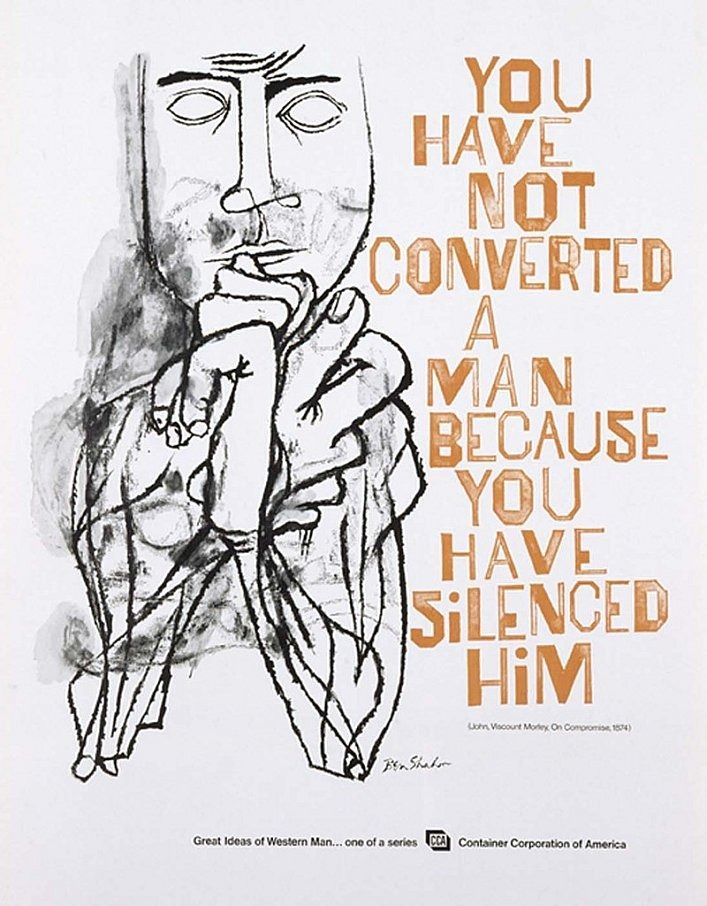 YOU
HAVE
NOT
CONVERTED
A
MAN
BECAUSE
YOU
HAVE
SiLENCED
HiM
(John, Viscount Morley, On Compromise, 1874)
Ben Shahn
Great Ideas of Western Man... one of a series CCA Container Corporation of America